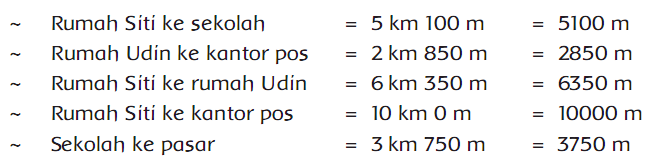 ~ Rumah Siti ke sekolah = 5 km 100 m = 5100 m
~ Rumah Udin ke kantor pos = 2 km 850 m = 2850 m
~ Rumah Siti ke rumah Udin = 6 km 350 m = 6350 m
~ Rumah Siti ke kantor pos = 10 km 0 m = 10000 m
~ Sekolah ke pasar = 3 km 750 m = 3750 m